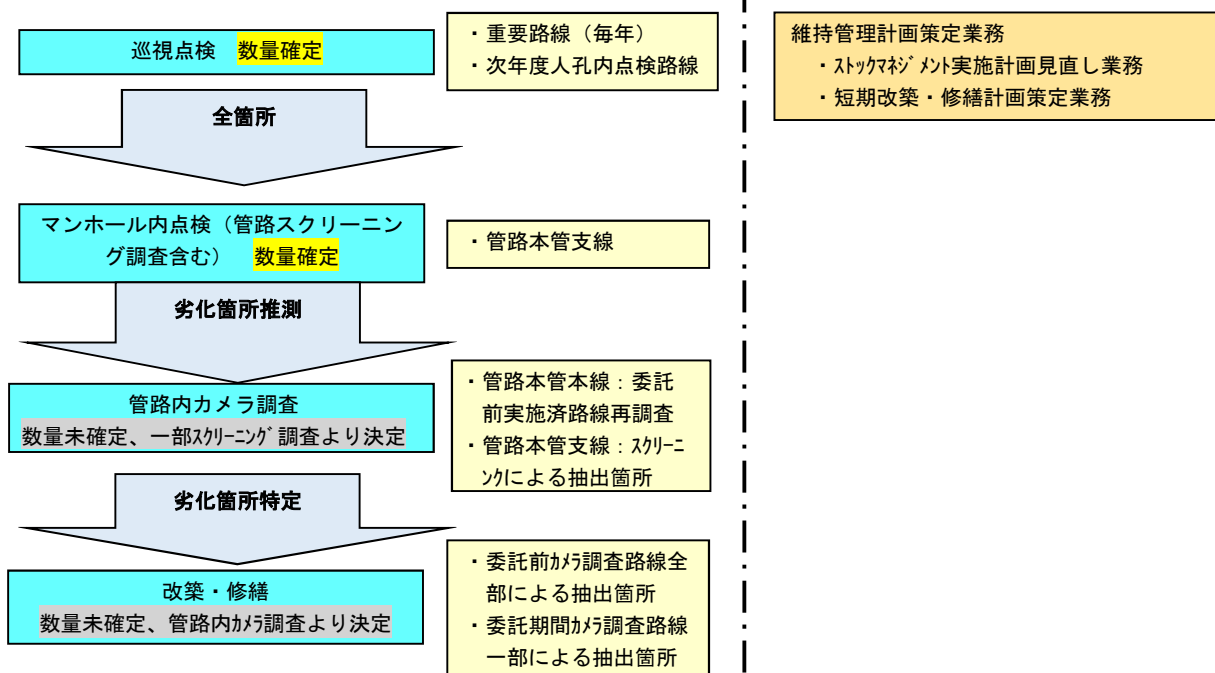 巡視点検　数量確定
・重要路線（毎年）
・次年度人孔内点検路線
全箇所
マンホール内点検（管路スクリーニン
グ調査含む）　数量確定
・管路本管支線
劣化箇所推測
管路内カメラ調査
数量未確定、一部ｽｸﾘｰﾆﾝｸﾞ調査より決定
・管路本管本線：委託
前実施済路線再調査
・管路本管支線：ｽｸﾘｰﾆ
ﾝｸによる抽出箇所
劣化箇所特定
改築・修繕
数量未確定、管路内ｶﾒﾗ調査より決定
・委託前ｶﾒﾗ調査路線全
部による抽出箇所
・委託期間ｶﾒﾗ調査路線
一部による抽出箇所
維持管理計画策定業務
・ｽﾄｯｸﾏﾈｼﾞﾒﾝﾄ実施計画見直し業務
・短期改築・修繕計画策定業務